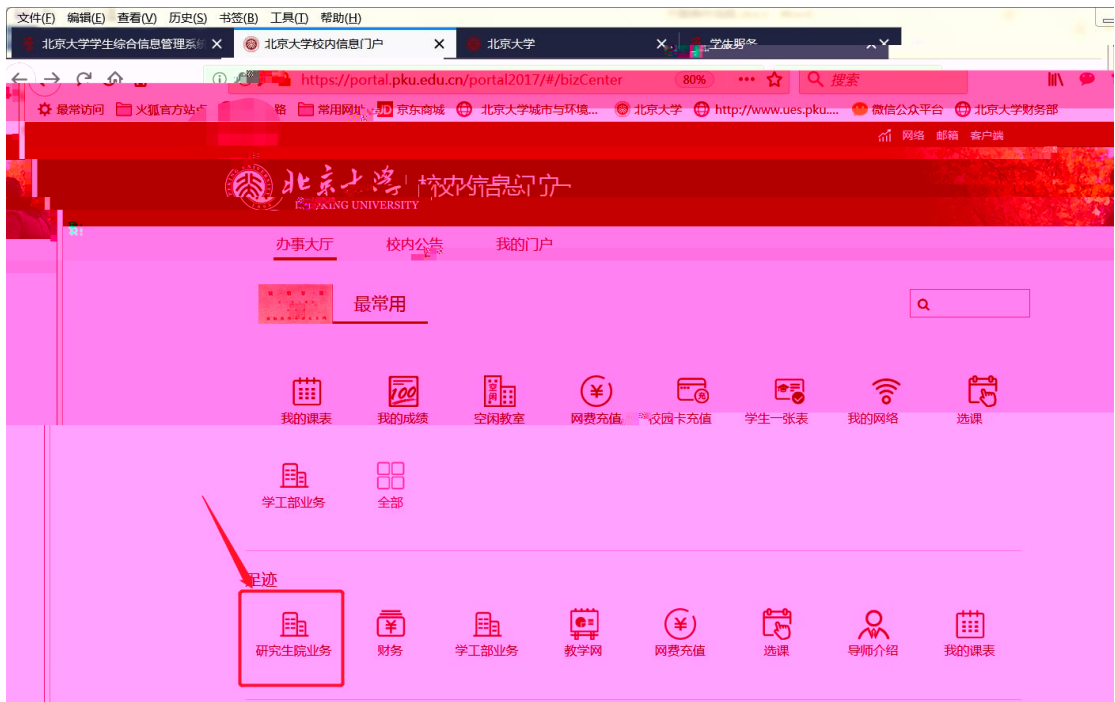 文件(F) 编辑(E) 查看(V) 历史(S) 书签(B) 工具(T) 帮助(H)
北京大学学生综合信息管理系统 × 北京大学校内信息门户 × 北京大学 ×
https://portal.pku.edu.cn/portal2017/#/bizCenter 80% ••• 搜索
最常访问 火狐官方站点 常用网址 JD 京东商城 北京大学城市与环境... 北京大学 http://www.ues.pku.... 微信公众平台 北京大学财务部
网络 邮箱 客户端
北京大学 校内信息门户
PEKING UNIVERSITY
办事大厅 校内公告 我的门户
最常用
我的课表 我的成绩 空闲教室 网费充值 校园卡充值 学生一张表 我的网络 选课
学工部业务 全部
足迹
研究生院业务 财务 学工部业务 教学网 网费充值 选课 导师介绍 我的课表